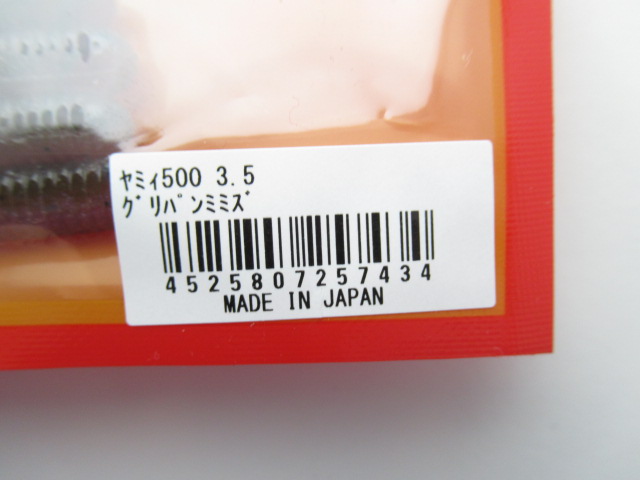 ﾔﾐｨ500 3.5
ｸﾞﾘﾊﾟﾝﾐﾐｽﾞ
4525807257434
MADE IN JAPAN